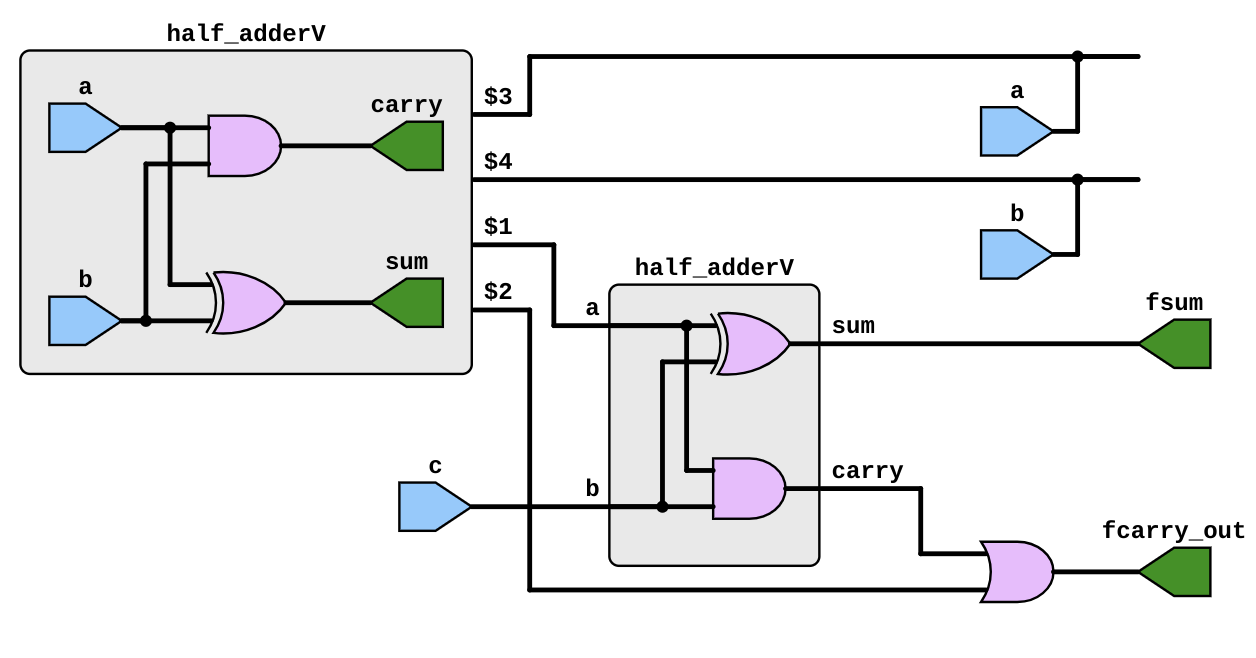 half_adderV
a
carry
$3
a
$4
b
$1
b
sum
half_adderV
$2
a
sum
fsum
c
b
carry
fcarry_out